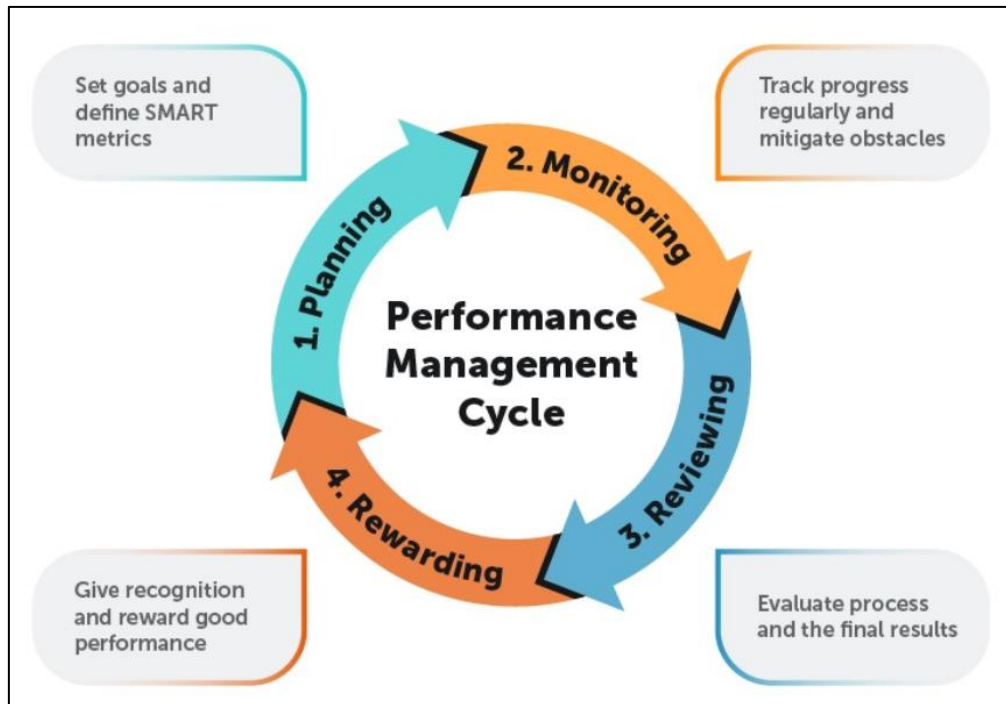 Set goals and
define SMART
metrics
Track progress
regularly and
mitigate obstacles
1. Planning
2. Monitoring
Performance
Management
Cycle
3. Reviewing
4. Rewarding
Give recognition
and reward good
performance
Evaluate process
and the final results